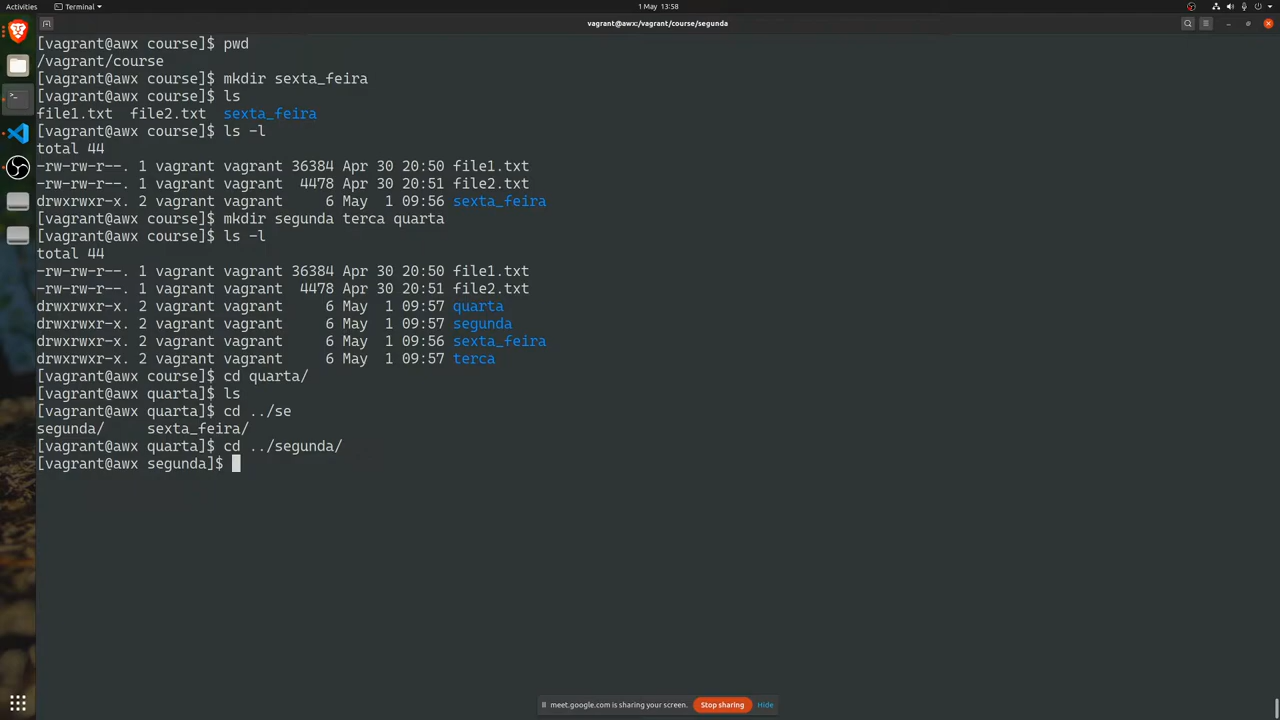 Activities Terminal 1 May 13:58
vagrant@awx:/vagrant/course/segunda
[vagrant@awx course]$ pwd
/vagrant/course
[vagrant@awx course]$ mkdir sexta_feira
[vagrant@awx course]$ ls
file1.txt  file2.txt  sexta_feira
[vagrant@awx course]$ ls -l
total 44
-rw-rw-r--. 1 vagrant vagrant 36384 Apr 30 20:50 file1.txt
-rw-rw-r--. 1 vagrant vagrant  4478 Apr 30 20:51 file2.txt
drwxrwxr-x. 2 vagrant vagrant     6 May  1 09:56 sexta_feira
[vagrant@awx course]$ mkdir segunda terca quarta
[vagrant@awx course]$ ls -l
total 44
-rw-rw-r--. 1 vagrant vagrant 36384 Apr 30 20:50 file1.txt
-rw-rw-r--. 1 vagrant vagrant  4478 Apr 30 20:51 file2.txt
drwxrwxr-x. 2 vagrant vagrant     6 May  1 09:57 quarta
drwxrwxr-x. 2 vagrant vagrant     6 May  1 09:57 segunda
drwxrwxr-x. 2 vagrant vagrant     6 May  1 09:56 sexta_feira
drwxrwxr-x. 2 vagrant vagrant     6 May  1 09:57 terca
[vagrant@awx course]$ cd quarta/
[vagrant@awx quarta]$ ls
[vagrant@awx quarta]$ cd ../se
segunda/     sexta_feira/
[vagrant@awx quarta]$ cd ../segunda/
[vagrant@awx segunda]$
meet.google.com is sharing your screen. Stop sharing Hide